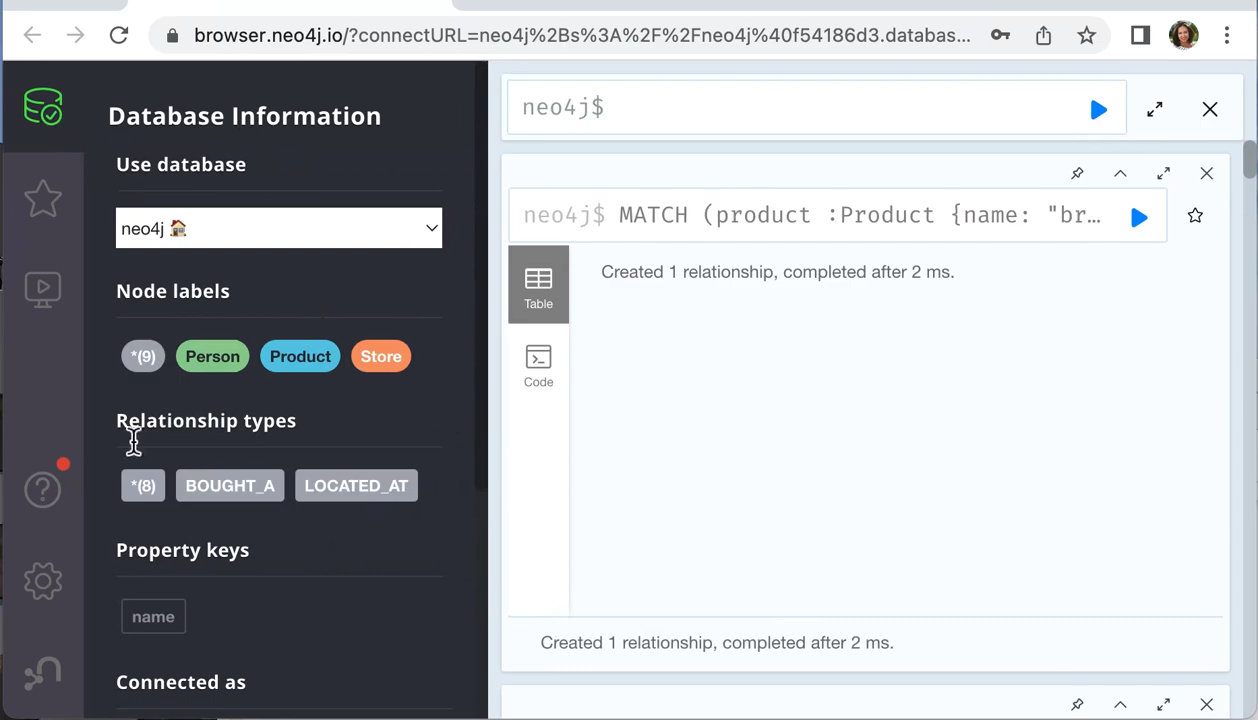 browser.neo4j.io/?connectURL=neo4j%2Bs%3A%2F%2Fneo4j%40f54186d3.databas...
Database Information
Use database
neo4j
Node labels
*(9) Person Product Store
Relationship types
*(8) BOUGHT_A LOCATED_AT
Property keys
name
Connected as
neo4j$
neo4j$ MATCH (product :Product {name: "br...
Table
Created 1 relationship, completed after 2 ms.
Code
Created 1 relationship, completed after 2 ms.